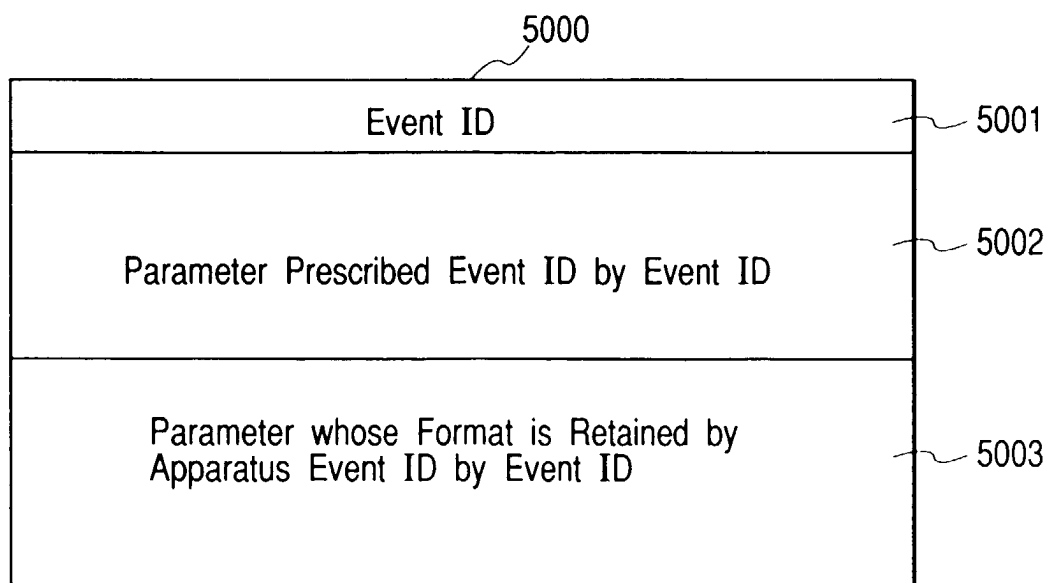 5000
Event ID
5001
Parameter Prescribed Event ID by Event ID
5002
Parameter whose Format is Retained by
Apparatus Event ID by Event ID
5003